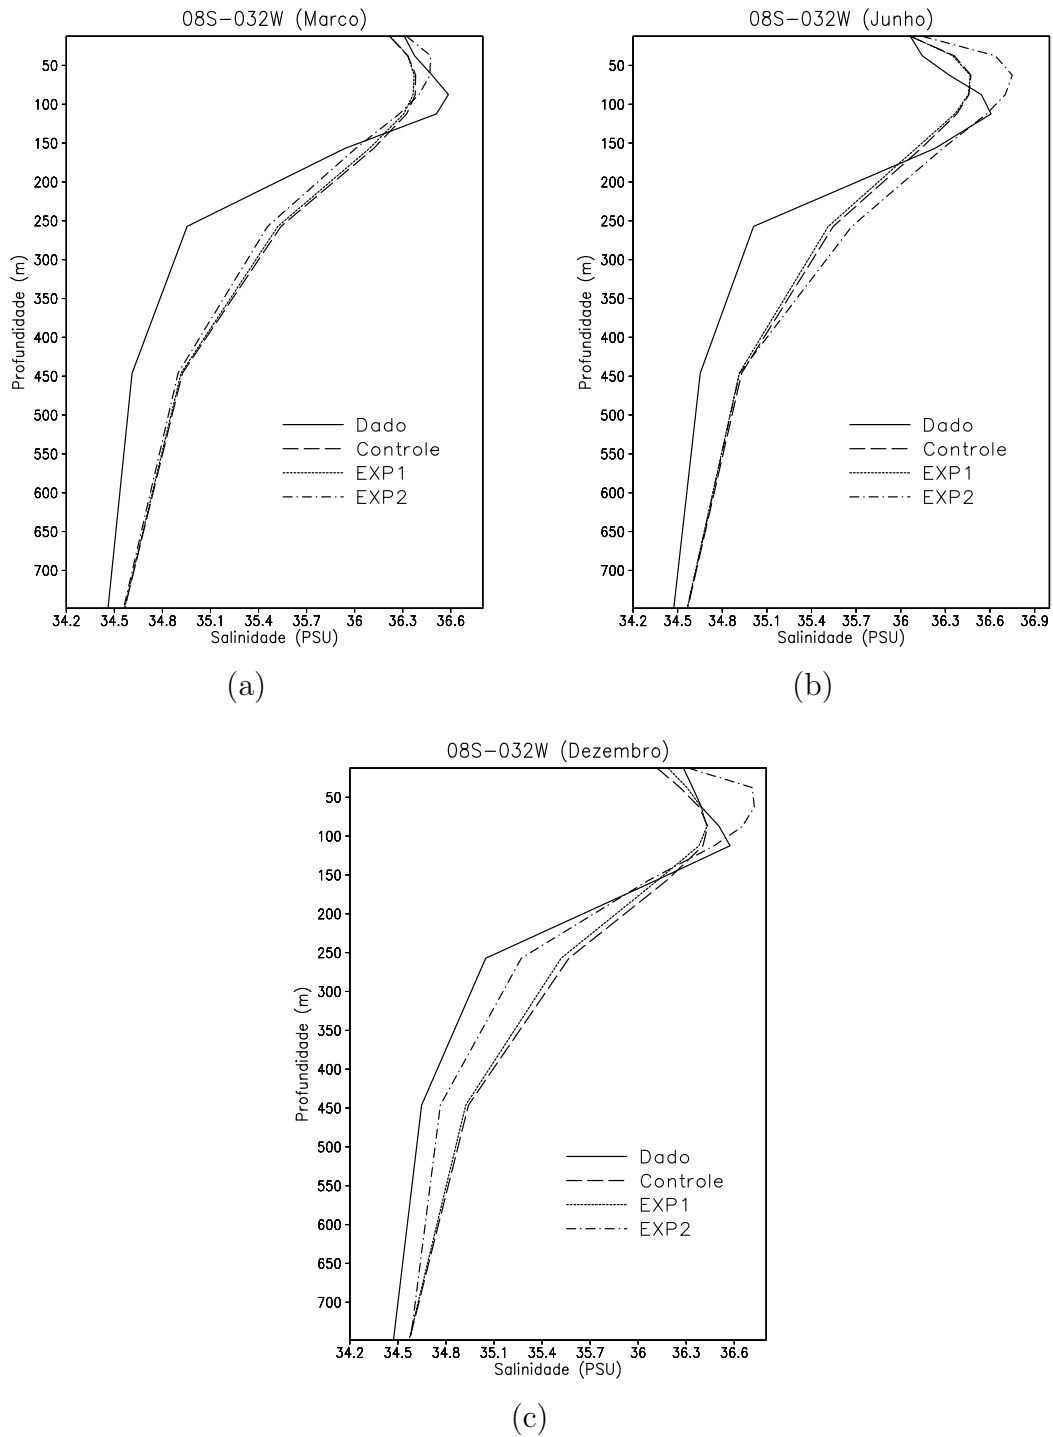 08S-032W (Marco)
50
100
150
200
250
300
350
400
450
500
550
600
650
700
Profundidade (m)
Dado
Controle
EXP1
EXP2
34.2 34.5 34.8 35.1 35.4 35.7 36 36.3 36.6
Salinidade (PSU)
(a)
08S-032W (Junho)
50
100
150
200
250
300
350
400
450
500
550
600
650
700
Profundidade (m)
Dado
Controle
EXP1
EXP2
34.2 34.5 34.8 35.1 35.4 35.7 36 36.3 36.6 36.9
Salinidade (PSU)
(b)
08S-032W (Dezembro)
50
100
150
200
250
300
350
400
450
500
550
600
650
700
Profundidade (m)
Dado
Controle
EXP1
EXP2
34.2 34.5 34.8 35.1 35.4 35.7 36 36.3 36.6
Salinidade (PSU)
(c)